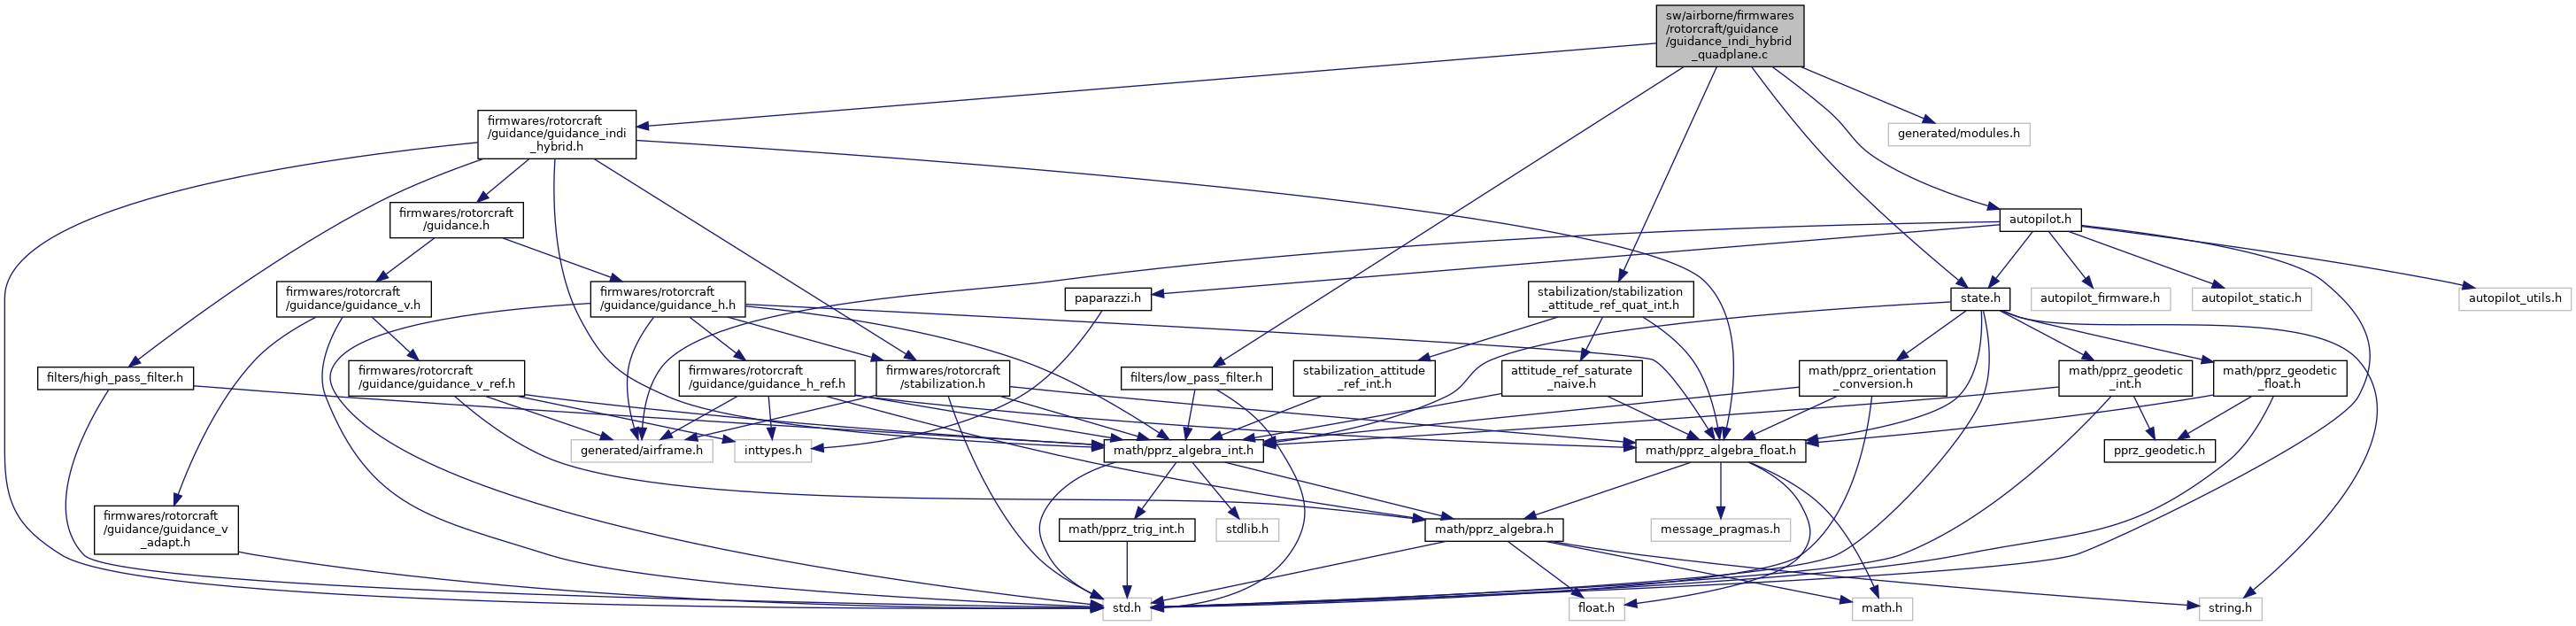 sw/airborne/firmwares
/rotorcraft/guidance
/guidance_indi_hybrid
_quadplane.c
firmwares/rotorcraft
/guidance/guidance_indi
_hybrid.h
generated/modules.h
firmwares/rotorcraft
/guidance.h
autopilot.h
firmwares/rotorcraft
/guidance/guidance_v.h
firmwares/rotorcraft
/guidance/guidance_h.h
paparazzi.h
stabilization/stabilization
_attitude_ref_quat_int.h
state.h
autopilot_firmware.h
autopilot_static.h
autopilot_utils.h
filters/high_pass_filter.h
firmwares/rotorcraft
/guidance/guidance_v_ref.h
firmwares/rotorcraft
/guidance/guidance_h_ref.h
firmwares/rotorcraft
/stabilization.h
filters/low_pass_filter.h
stabilization_attitude
_ref_int.h
attitude_ref_saturate
_naive.h
math/pprz_orientation
_conversion.h
math/pprz_geodetic
_int.h
math/pprz_geodetic
_float.h
generated/airframe.h
inttypes.h
math/pprz_algebra_int.h
math/pprz_algebra_float.h
pprz_geodetic.h
firmwares/rotorcraft
/guidance/guidance_v
_adapt.h
math/pprz_trig_int.h
stdlib.h
math/pprz_algebra.h
message_pragmas.h
std.h
float.h
math.h
string.h